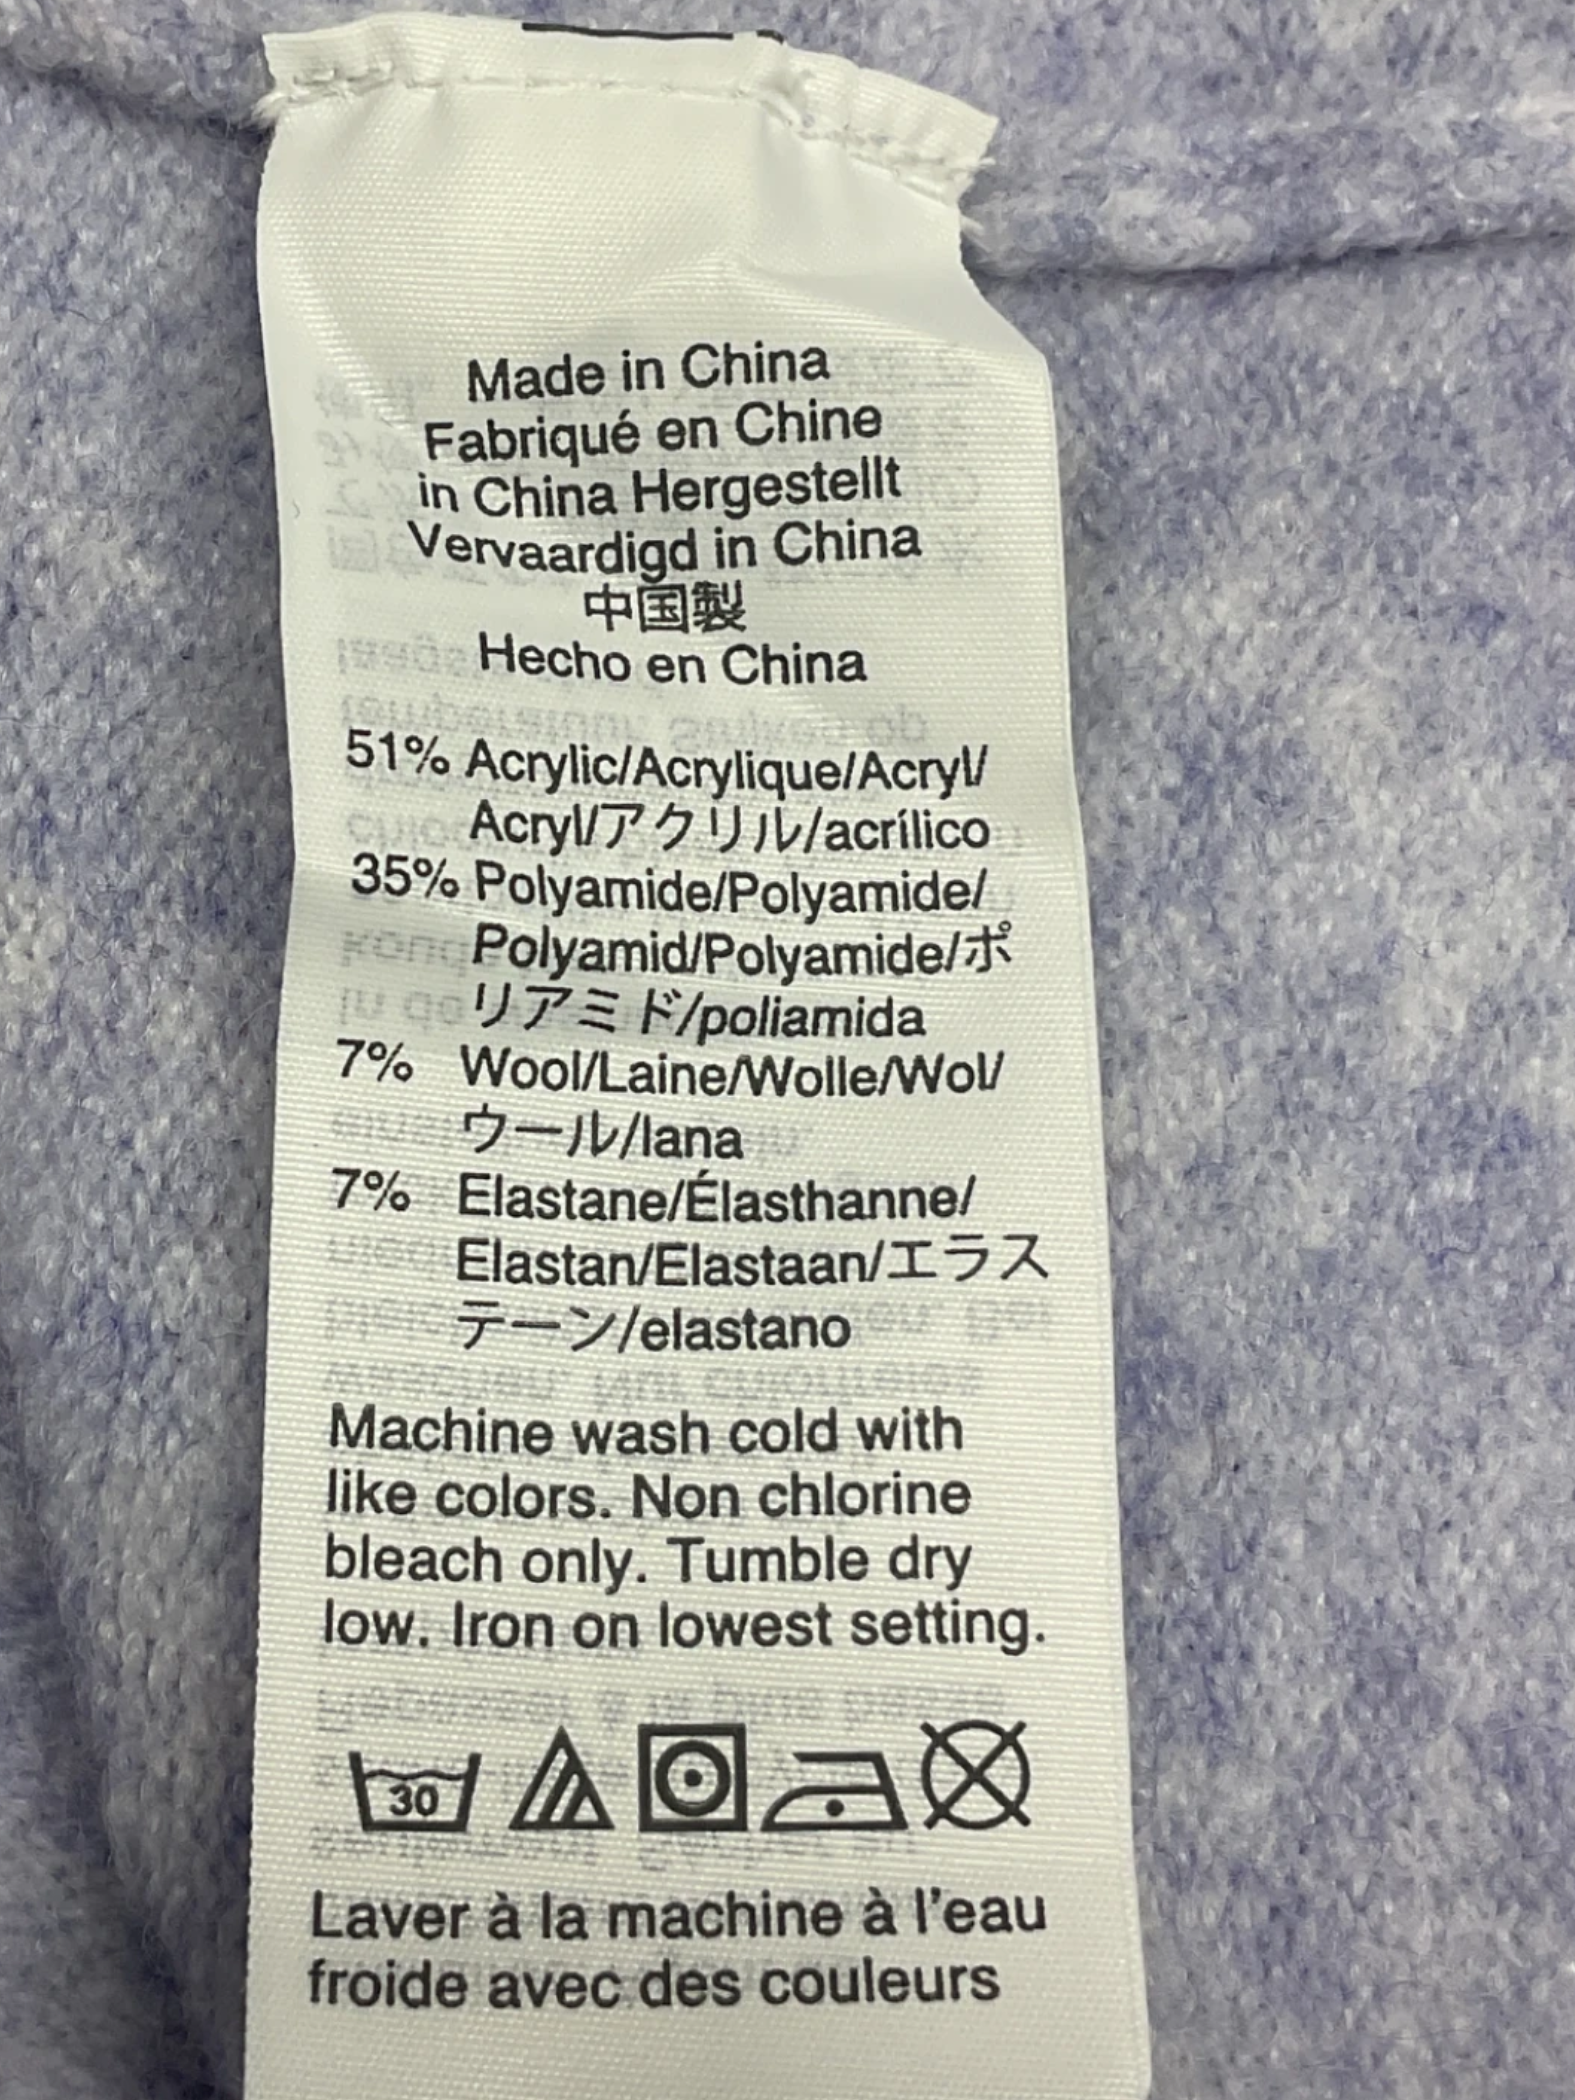 Made in China
Fabriqué en Chine
in China Hergestellt
Vervaardigd in China
中国製
Hecho en China
51% Acrylic/Acrylique/Acryl/
Acryl/アクリル/acrílico
35% Polyamide/Polyamide/
Polyamid/Polyamide/ポ
リアミド/poliamida
7% Wool/Laine/Wolle/Wol/
ウール/lana
7% Elastane/Élasthanne/
Elastan/Elastaan/エラス
テーン/elastano
Machine wash cold with
like colors. Non chlorine
bleach only. Tumble dry
low. Iron on lowest setting.
30
Laver à la machine à l'eau
froide avec des couleurs